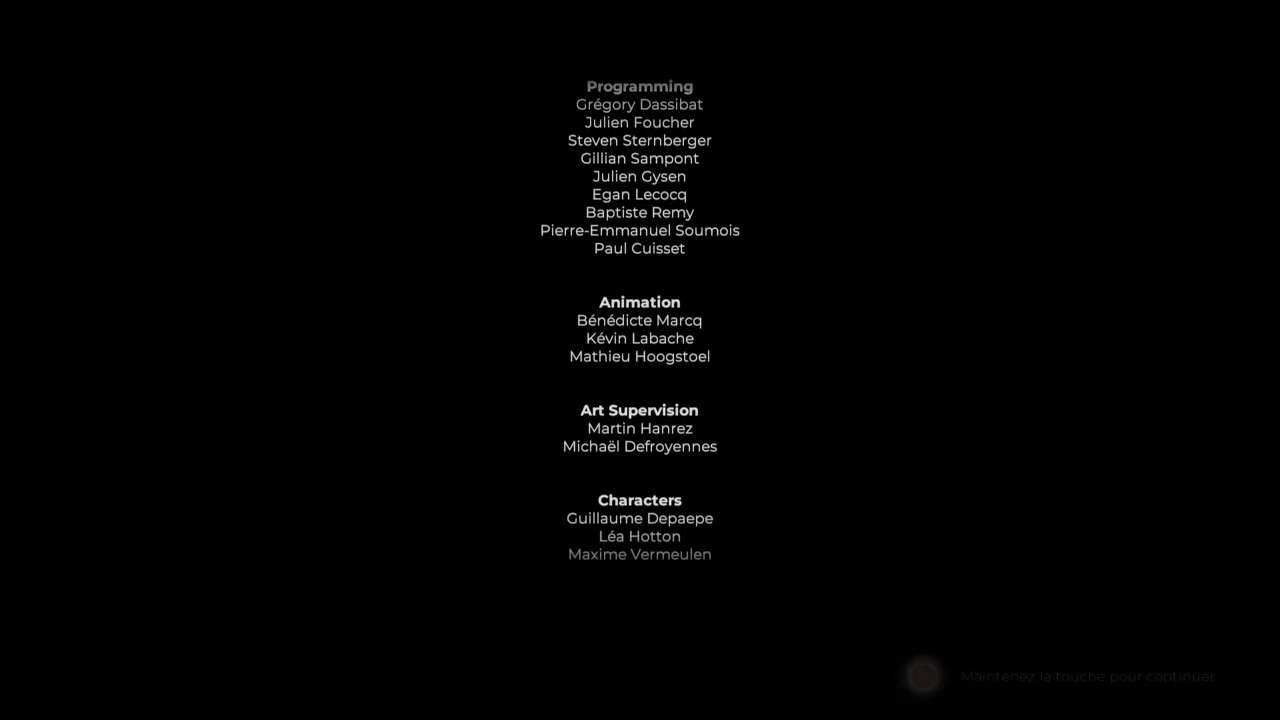 Programming
Grégory Dassibat
Julien Foucher
Steven Sternberger
Gillian Sampont
Julien Gysen
Egan Lecocq
Baptiste Remy
Pierre-Emmanuel Soumois
Paul Cuisset
Animation
Bénédicte Marcq
Kévin Labache
Mathieu Hoogstoel
Art Supervision
Martin Hanrez
Michaël Defroyennes
Characters
Guillaume Depaepe
Léa Hotton
Maxime Vermeulen
Maintenez la touche pour continuer